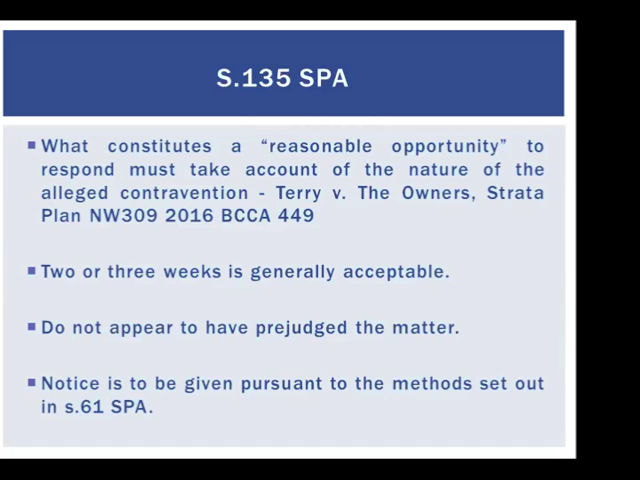 S.135 SPA
What constitutes a “reasonable opportunity” to
respond must take account of the nature of the
alleged contravention - Terry v. The Owners, Strata
Plan NW309 2016 BCCA 449
Two or three weeks is generally acceptable.
Do not appear to have prejudged the matter.
Notice is to be given pursuant to the methods set out
in s.61 SPA.